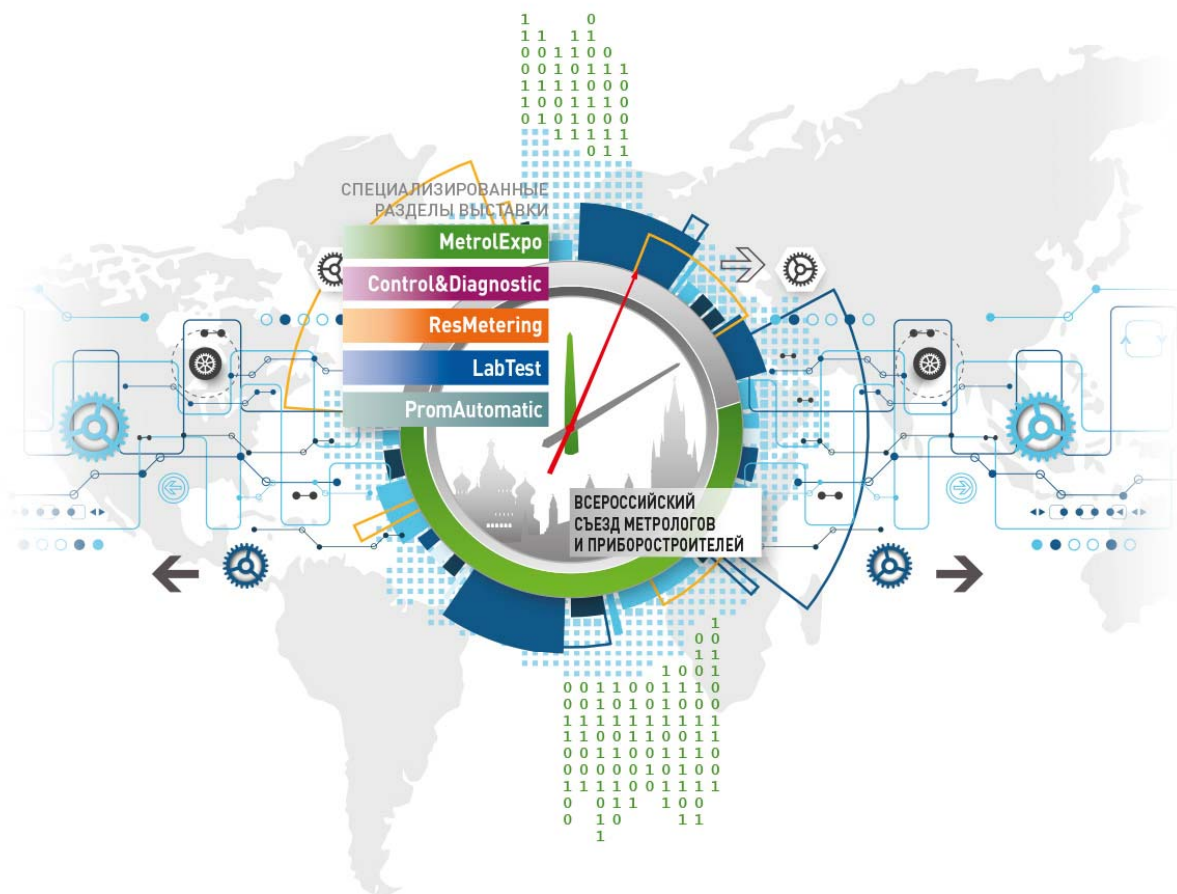 СПЕЦИАЛИЗИРОВАННЫЕ
РАЗДЕЛЫ ВЫСТАВКИ
MetrolExpo
Control&Diagnostic
ResMetering
LabTest
PromAutomatic
ВСЕРОССИЙСКИЙ
СЪЕЗД МЕТРОЛОГОВ
И ПРИБОРОСТРОИТЕЛЕЙ